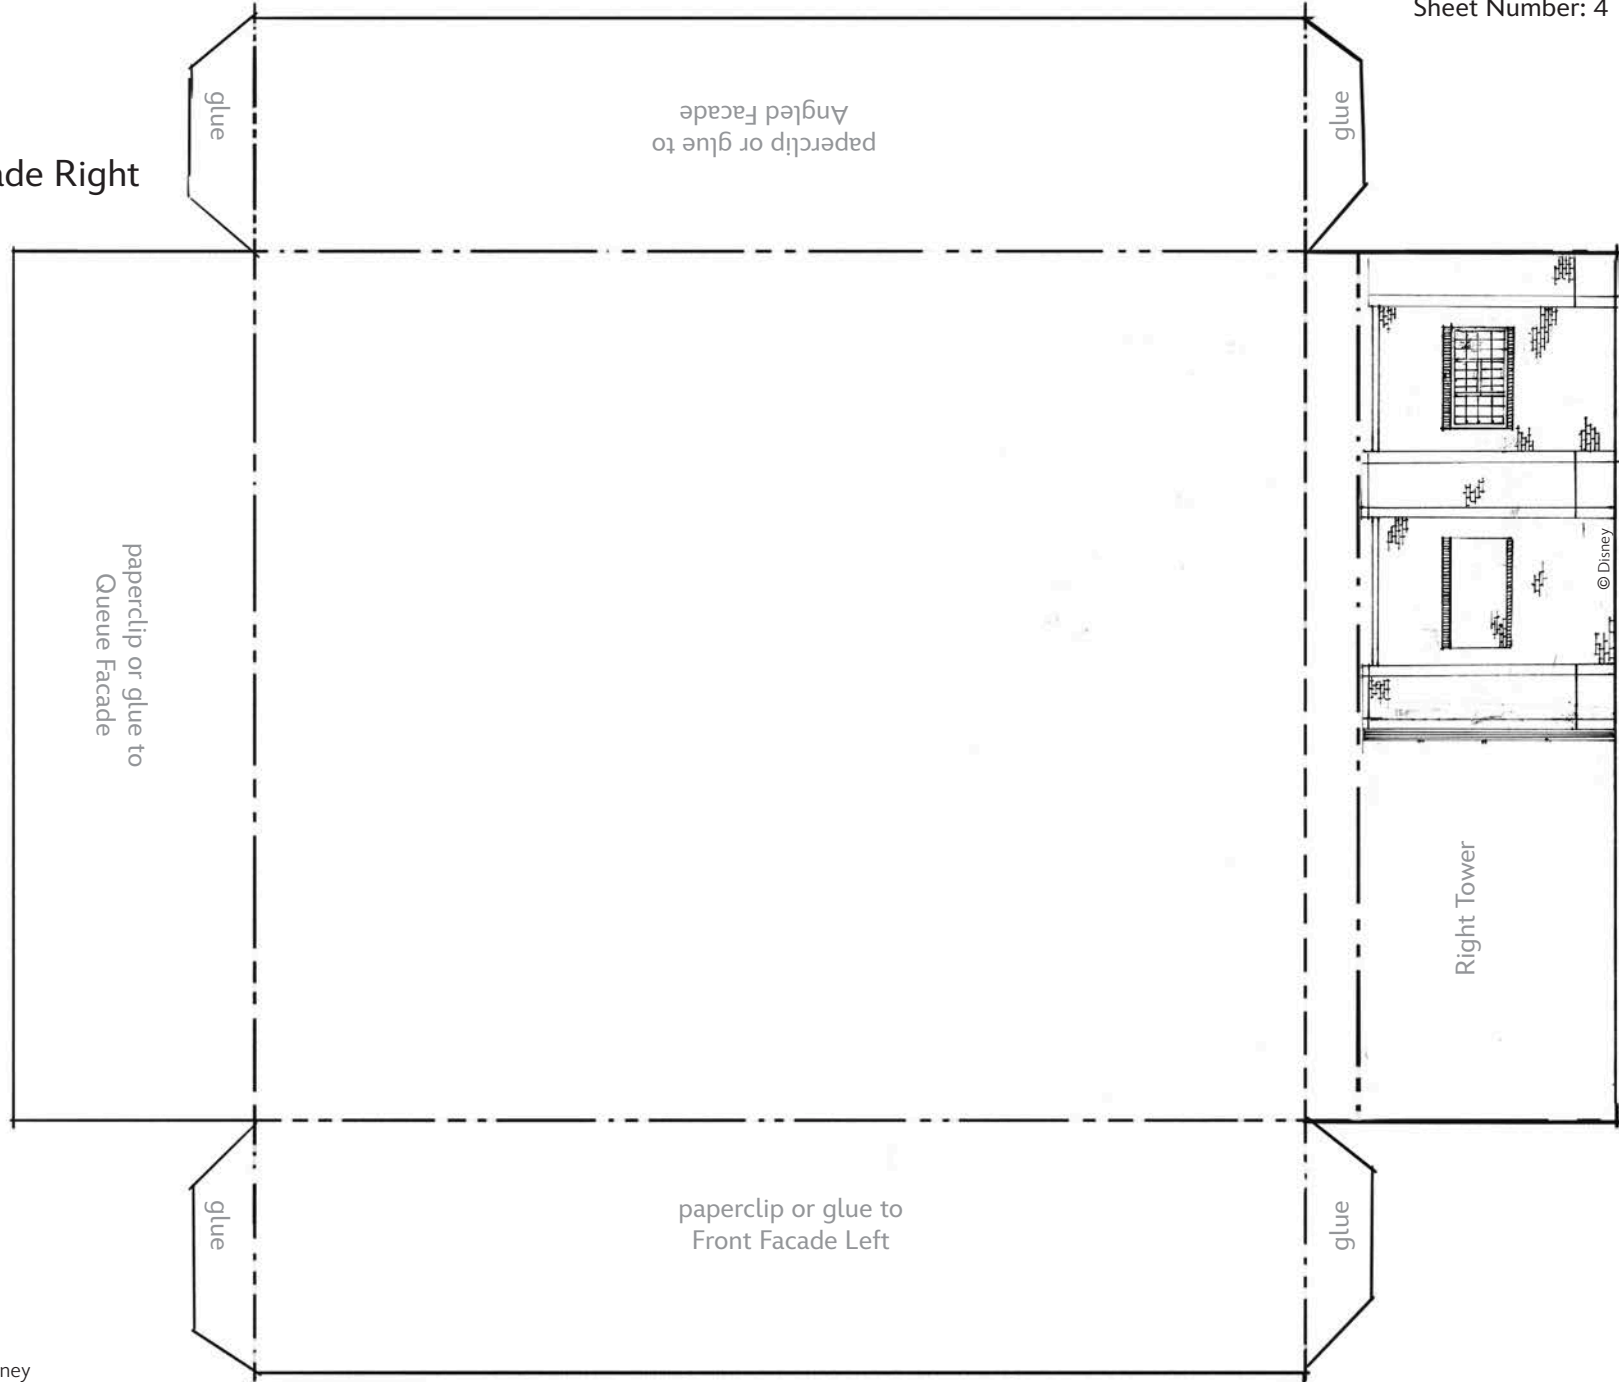 Sheet Number: 4
ade Right
glue
paperclip or glue to
Angled Facade
glue
paperclip or glue to
Queue Facade
© Disney
Right Tower
glue
paperclip or glue to
Front Facade Left
glue
ney